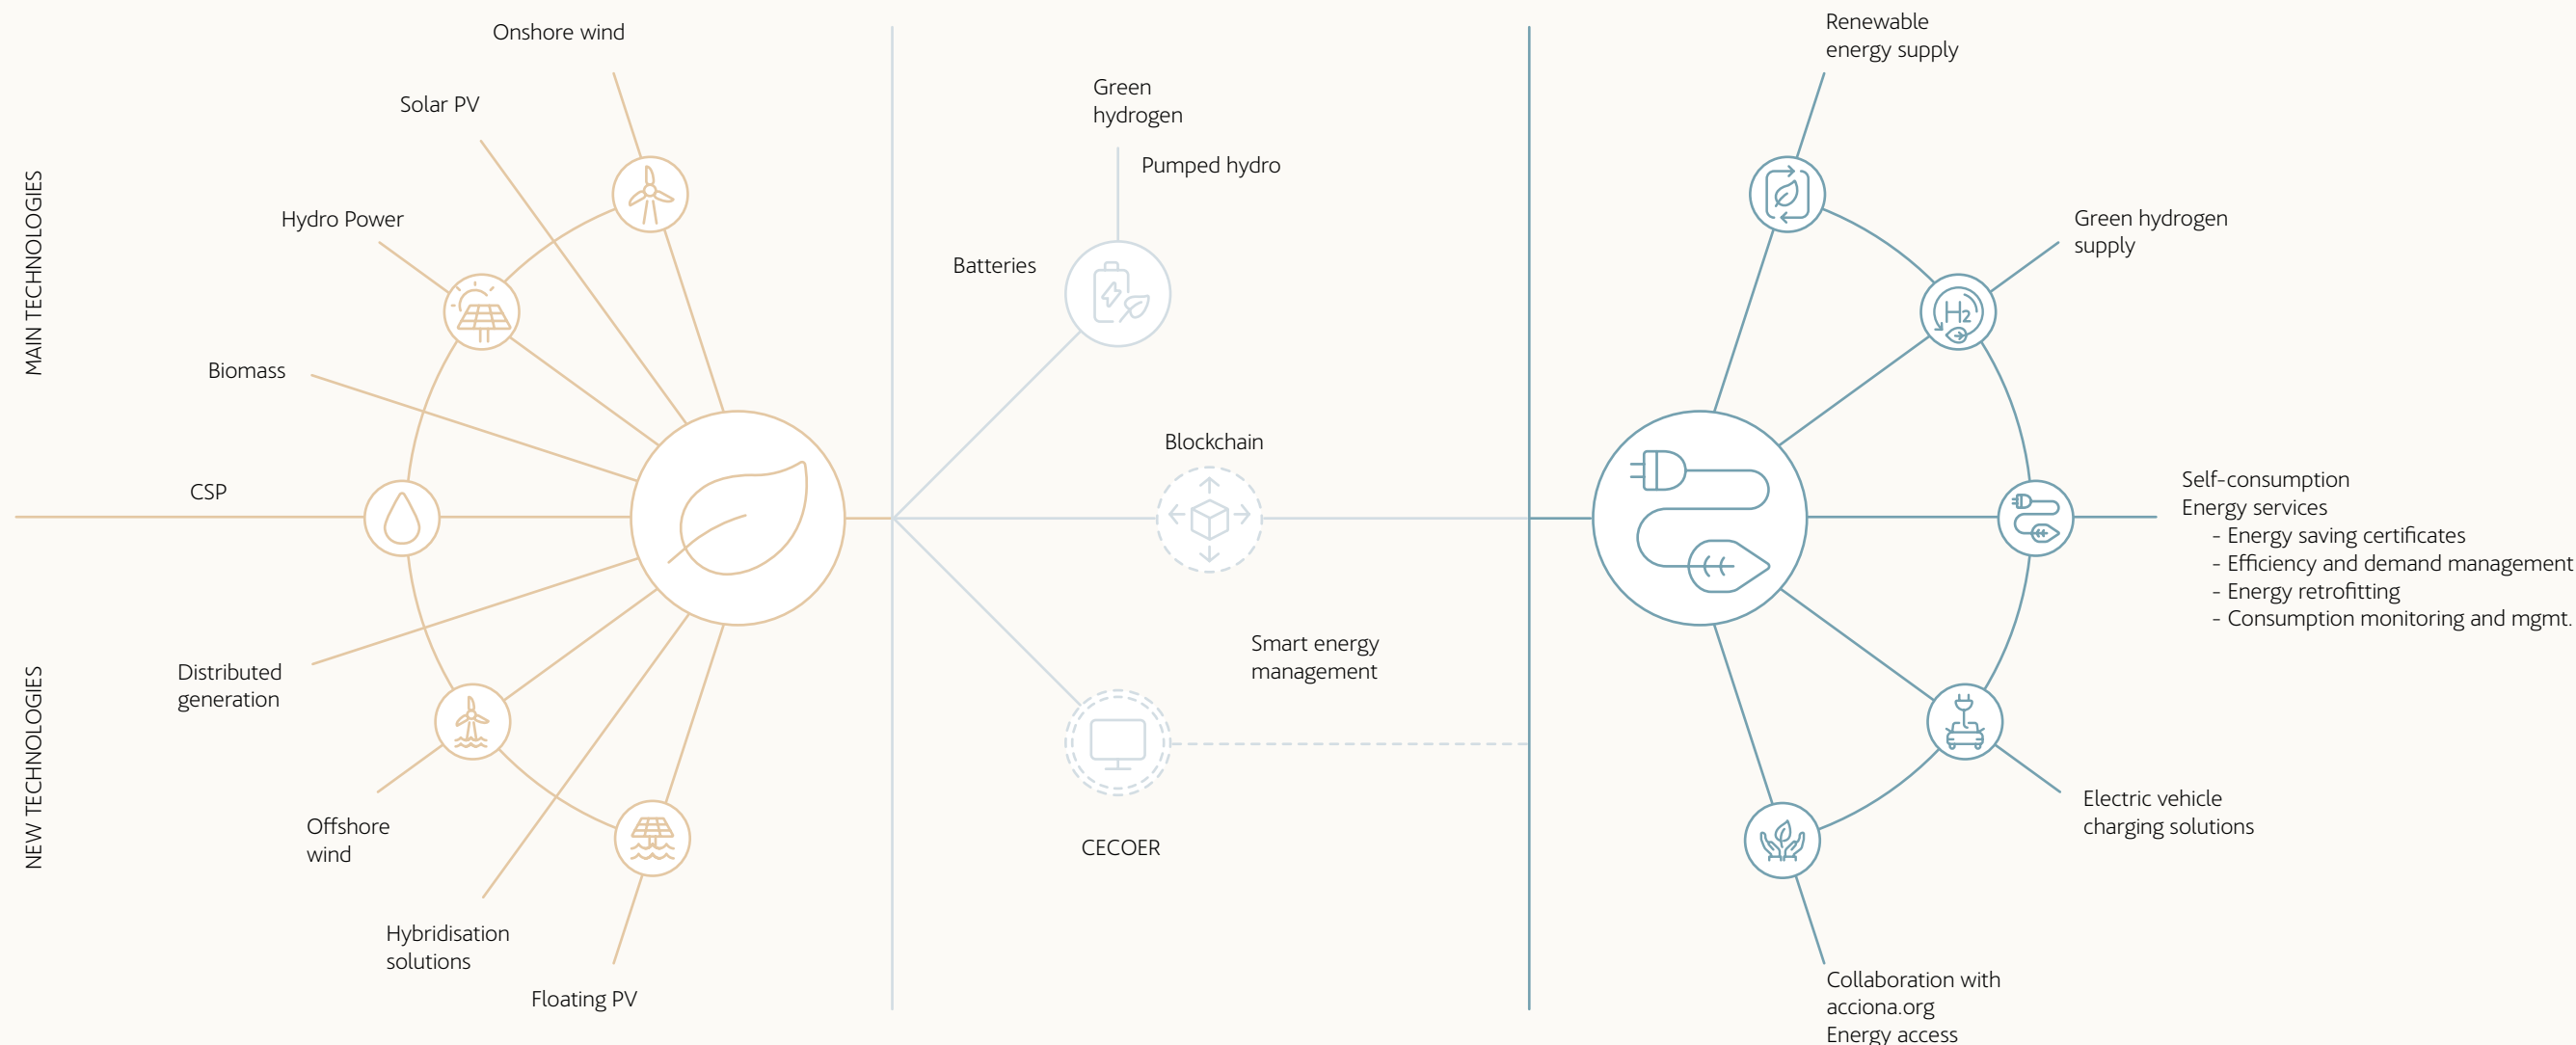 MAIN TECHNOLOGIES
Onshore wind
Solar PV
Hydro Power
Biomass
CSP
NEW TECHNOLOGIES
Distributed
generation
Offshore
wind
Hybridisation
solutions
Floating PV
Green
hydrogen
Pumped hydro
Batteries
Blockchain
Smart energy
management
CECOER
Renewable
energy supply
H2
Green hydrogen
supply
Self-consumption
Energy services
- Energy saving certificates
- Efficiency and demand management
- Energy retrofitting
- Consumption monitoring and mgmt.
Electric vehicle
charging solutions
Collaboration with
acciona.org
Energy access